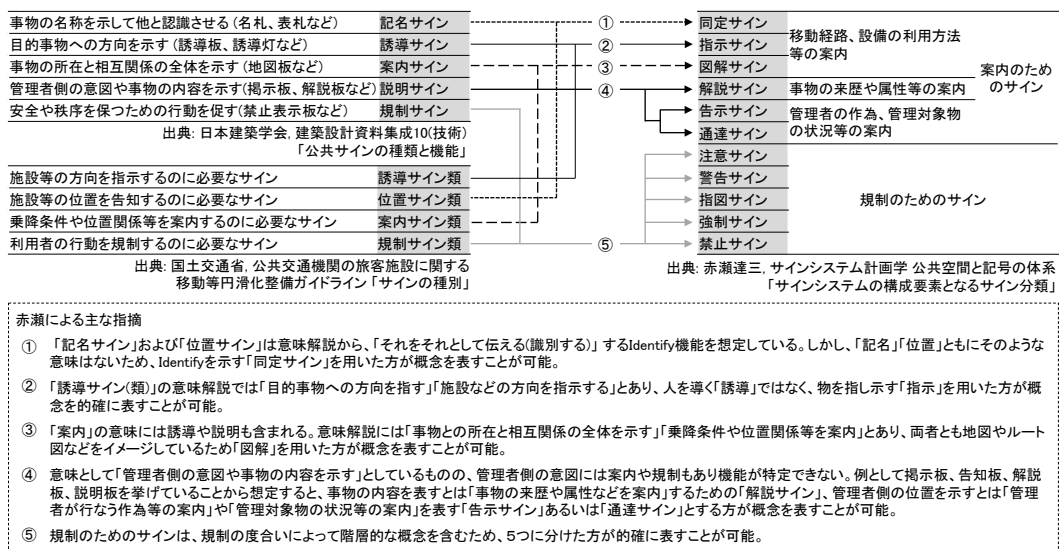 事物の名称を示して他と認識させる(名札、表札など) 記名サイン
目的事物への方向を示す(誘導板、誘導灯など) 誘導サイン
事物の所在と相互関係の全体を示す(地図板など) 案内サイン
管理者側の意図や事物の内容を示す(掲示板、解説板など) 説明サイン
安全や秩序を保つための行動を促す(禁止表示板など) 規制サイン
出典: 日本建築学会, 建築設計資料集成10(技術)
「公共サインの種類と機能」
施設等の方向を指示するのに必要なサイン 誘導サイン類
施設等の位置を告知するのに必要なサイン 位置サイン類
乗降条件や位置関係等を案内するのに必要なサイン 案内サイン類
利用者の行動を規制するのに必要なサイン 規制サイン類
出典: 国土交通省, 公共交通機関の旅客施設に関する
移動等円滑化整備ガイドライン「サインの種別」
①
②
③
④
⑤
同定サイン
指示サイン
図解サイン
移動経路、設備の利用方法
等の案内
解説サイン 事物の来歴や属性等の案内
告示サイン
通達サイン
管理者の作為、管理対象物
の状況等の案内
案内のため
のサイン
注意サイン
警告サイン
指図サイン
強制サイン
禁止サイン
規制のためのサイン
出典: 赤瀬達三, サインシステム計画学 公共空間と記号の体系
「サインシステムの構成要素となるサイン分類」
赤瀬による主な指摘
① 「記名サイン」および「位置サイン」は意味解説から、「それをそれとして伝える(識別する)」するIdentify機能を想定している。しかし、「記名」「位置」ともにそのような
意味はないため、Identifyを示す「同定サイン」を用いた方が概念を表すことが可能。
② 「誘導サイン(類)」の意味解説では「目的事物への方向を指す」「施設などの方向を指示する」とあり、人を導く「誘導」ではなく、物を指し示す「指示」を用いた方が概
念を的確に表すことが可能。
③ 「案内」の意味には誘導や説明も含まれる。意味解説には「事物との所在と相互関係の全体を示す」「乗降条件や位置関係等を案内」とあり、両者とも地図やルート
図などをイメージしているため「図解」を用いた方が概念を表すことが可能。
④ 意味として「管理者側の意図や事物の内容を示す」としているものの、管理者側の意図には案内や規制もあり機能が特定できない。例として掲示板、告知板、解説
板、説明板を挙げていることから想定すると、事物の内容を表すとは「事物の来歴や属性などを案内」するための「解説サイン」、管理者側の位置を示すとは「管理
者が行なう作為等の案内」や「管理対象物の状況等の案内」を表す「告示サイン」あるいは「通達サイン」とする方が概念を表すことが可能。
⑤ 規制のためのサインは、規制の度合いによって階層的な概念を含むため、5つに分けた方が的確に表すことが可能。